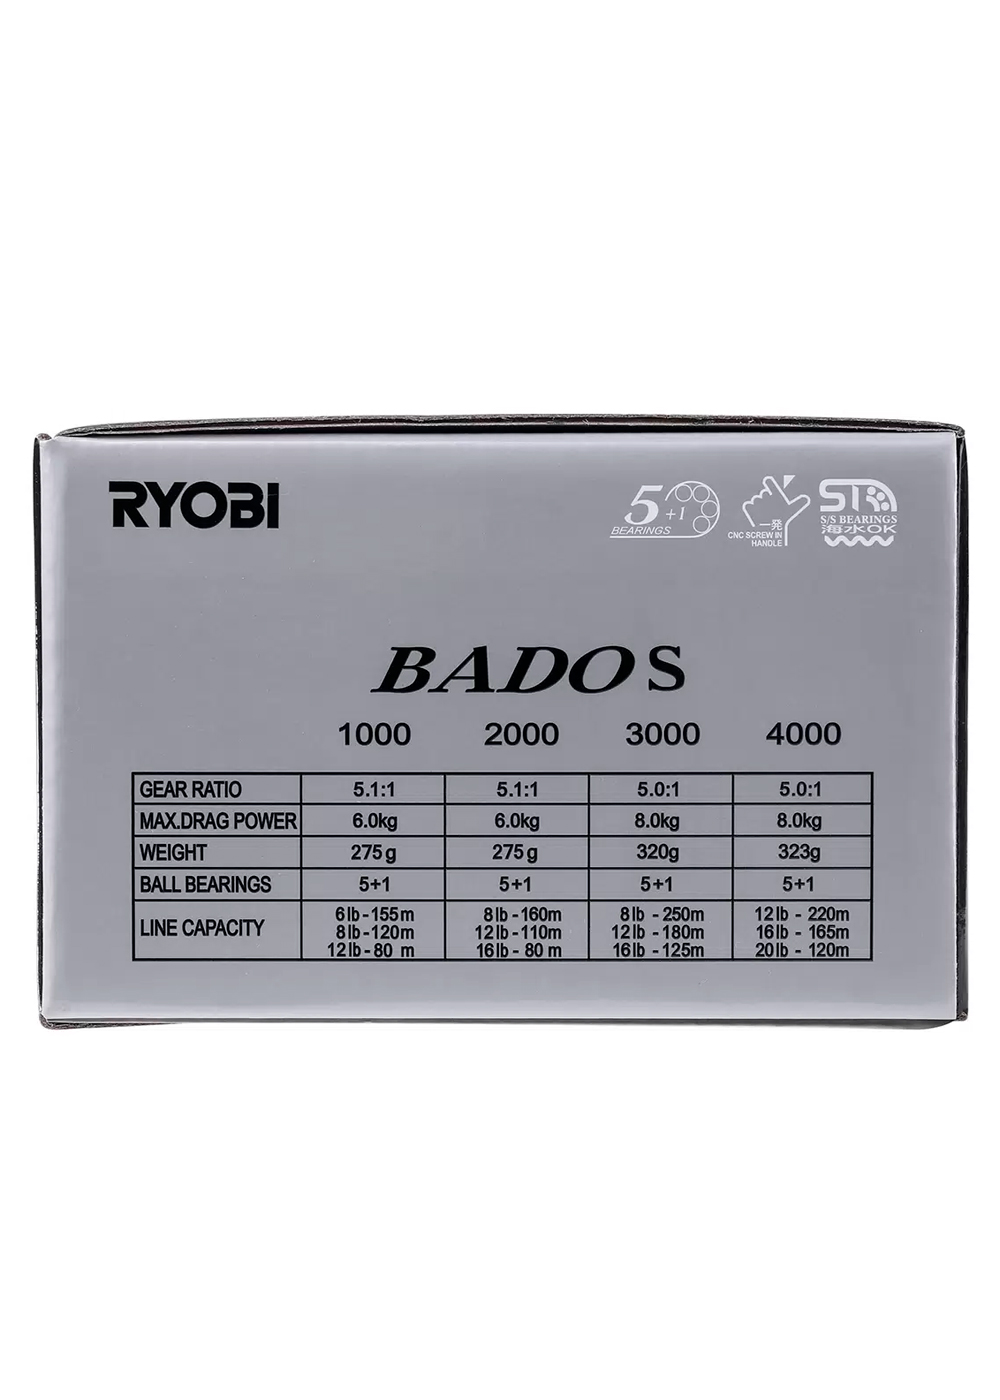 RYOBI
5+1
BEARINGS
一発
CNC SCREW IN
HANDLE
STR
S/S BEARINGS
海水OK
BADO S
1000 2000 3000 4000
GEAR RATIO 5.1:1 5.1:1 5.0:1 5.0:1
MAX.DRAG POWER 6.0kg 6.0kg 8.0kg 8.0kg
WEIGHT 275g 275g 320g 323g
BALL BEARINGS 5+1 5+1 5+1 5+1
LINE CAPACITY
6lb-155m 8lb-160m 8lb - 250m 12lb - 220m
8lb-120m 12lb-110m 12lb - 180m 16lb - 165m
12lb-80 m 16lb-80 m 16lb - 125m 20lb - 120m